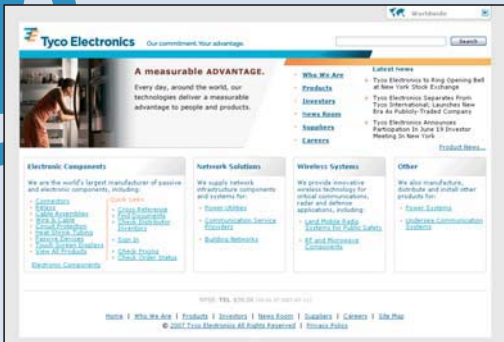 Worldwide
Tyco Electronics
Our commitment. Your advantage.
Search
A measurable ADVANTAGE.
Every day, around the world, our
technologies deliver a measurable
advantage to people and products.
Who We Are
Products
Investors
News Room
Suppliers
Careers
Latest News
Tyco Electronics to Ring Opening Bell
at New York Stock Exchange
Tyco Electronics Separates From
Tyco International, Launches New
Era As Publicly-Traded Company
Tyco Electronics Announces
Participation In June 19 Investor
Meeting In New York
Product News...
Electronic Components
We are the world's largest manufacturer of passive
and electronic components, including:
Connectors
Relays
Cable Assemblies
Wire & Cable
Circuit Protection
Heat Shrink Tubing
Passive Devices
Touch Screen Displays
View All Products
Electronic Components
Quick Links
Cross Reference
Find Documents
Check Distributor
Inventory
Sign In
Check Pricing
Check Order Status
Network Solutions
We supply network
infrastructure components
and systems for:
Power Utilities
Communication Service
Providers
Building Networks
Wireless Systems
We provide innovative
wireless technology for
critical communications,
radar and defense
applications, including:
Land Mobile Radio
Systems for Public Safety
RF and Microwave
Components
Other
We also manufacture,
distribute and install other
products for:
Power Systems
Undersea Communication
Systems
NYSE: TEL
Home | Who We Are | Products | Investors | News Room | Suppliers | Careers | Site Map
© 2007 Tyco Electronics All Rights Reserved | Privacy Policy